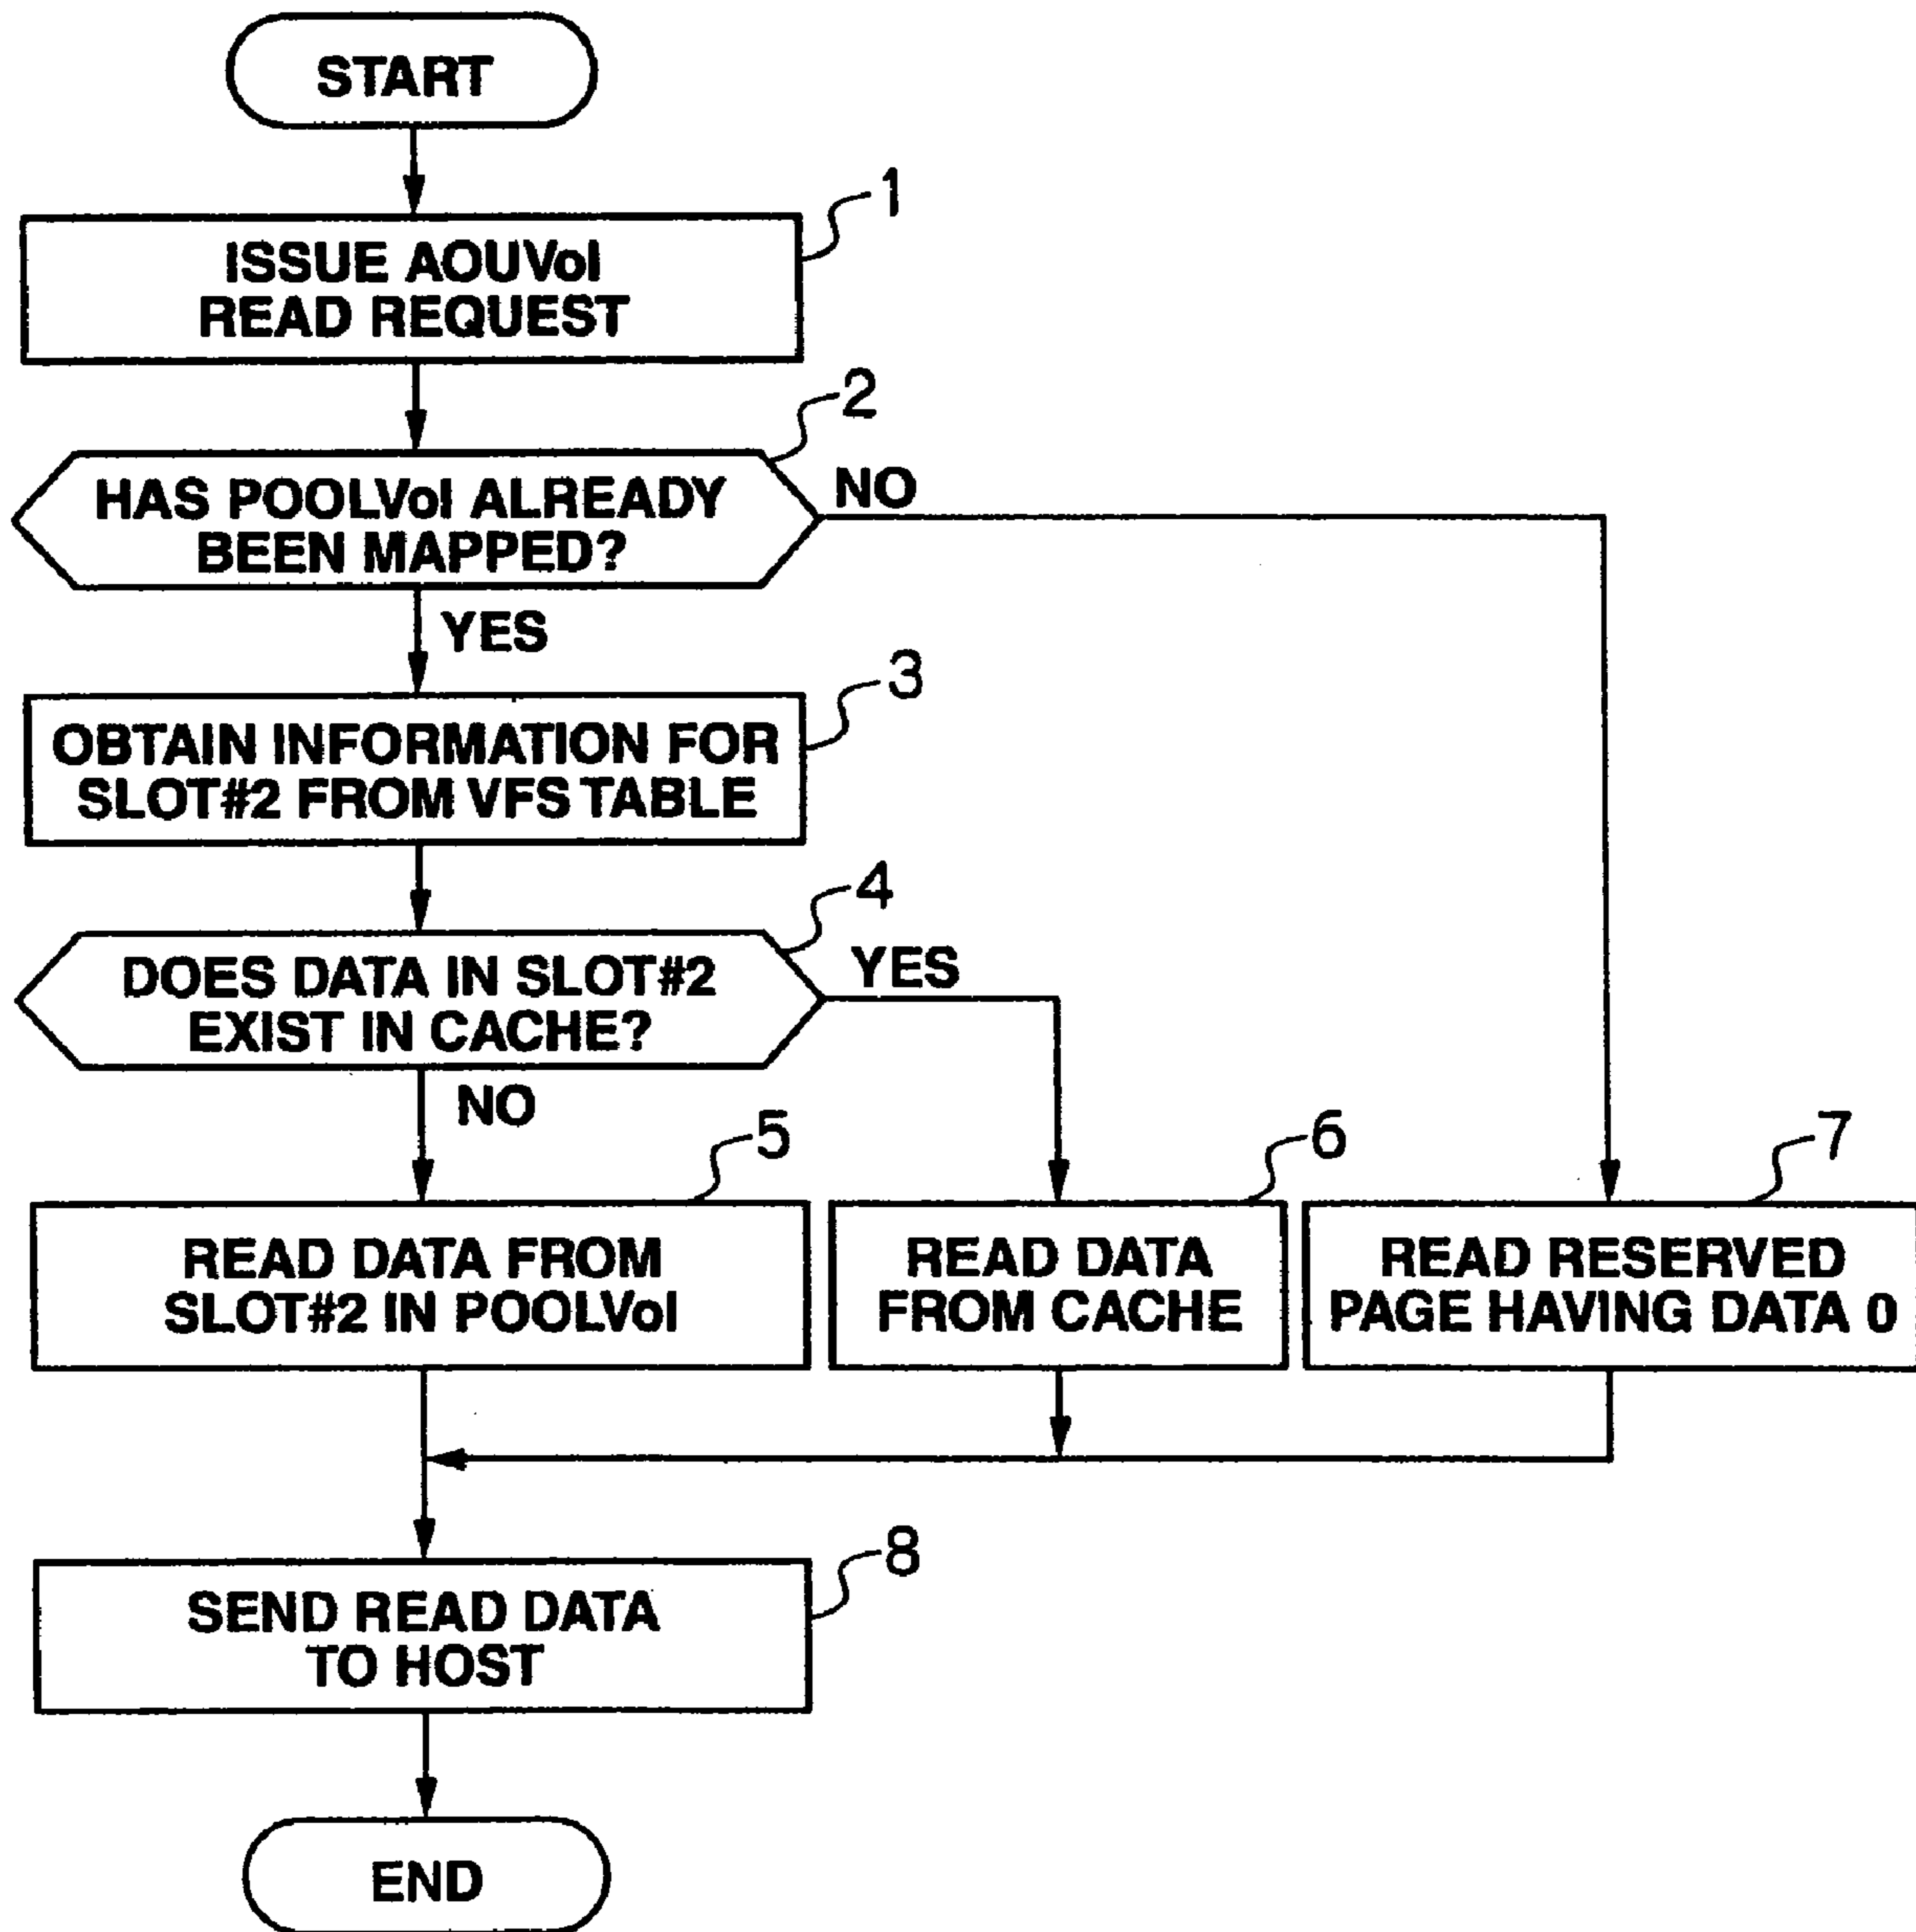 START
1
ISSUE AOUVol
READ REQUEST
2
HAS POOLVol ALREADY
BEEN MAPPED?
NO
YES
3
OBTAIN INFORMATION FOR
SLOT#2 FROM VFS TABLE
4
DOES DATA IN SLOT#2
EXIST IN CACHE?
YES
NO
5
READ DATA FROM
SLOT#2 IN POOLVol
6
READ DATA
FROM CACHE
7
READ RESERVED
PAGE HAVING DATA 0
8
SEND READ DATA
TO HOST
END